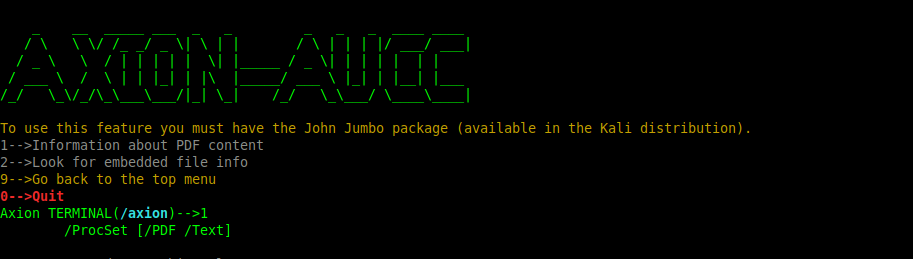 AXION-AUCC
To use this feature you must have the John Jumbo package (available in the Kali distribution).
1-->Information about PDF content
2-->Look for embedded file info
9-->Go back to the top menu
0-->Quit
Axion TERMINAL(/axion)-->1
/ProcSet [/PDF /Text]